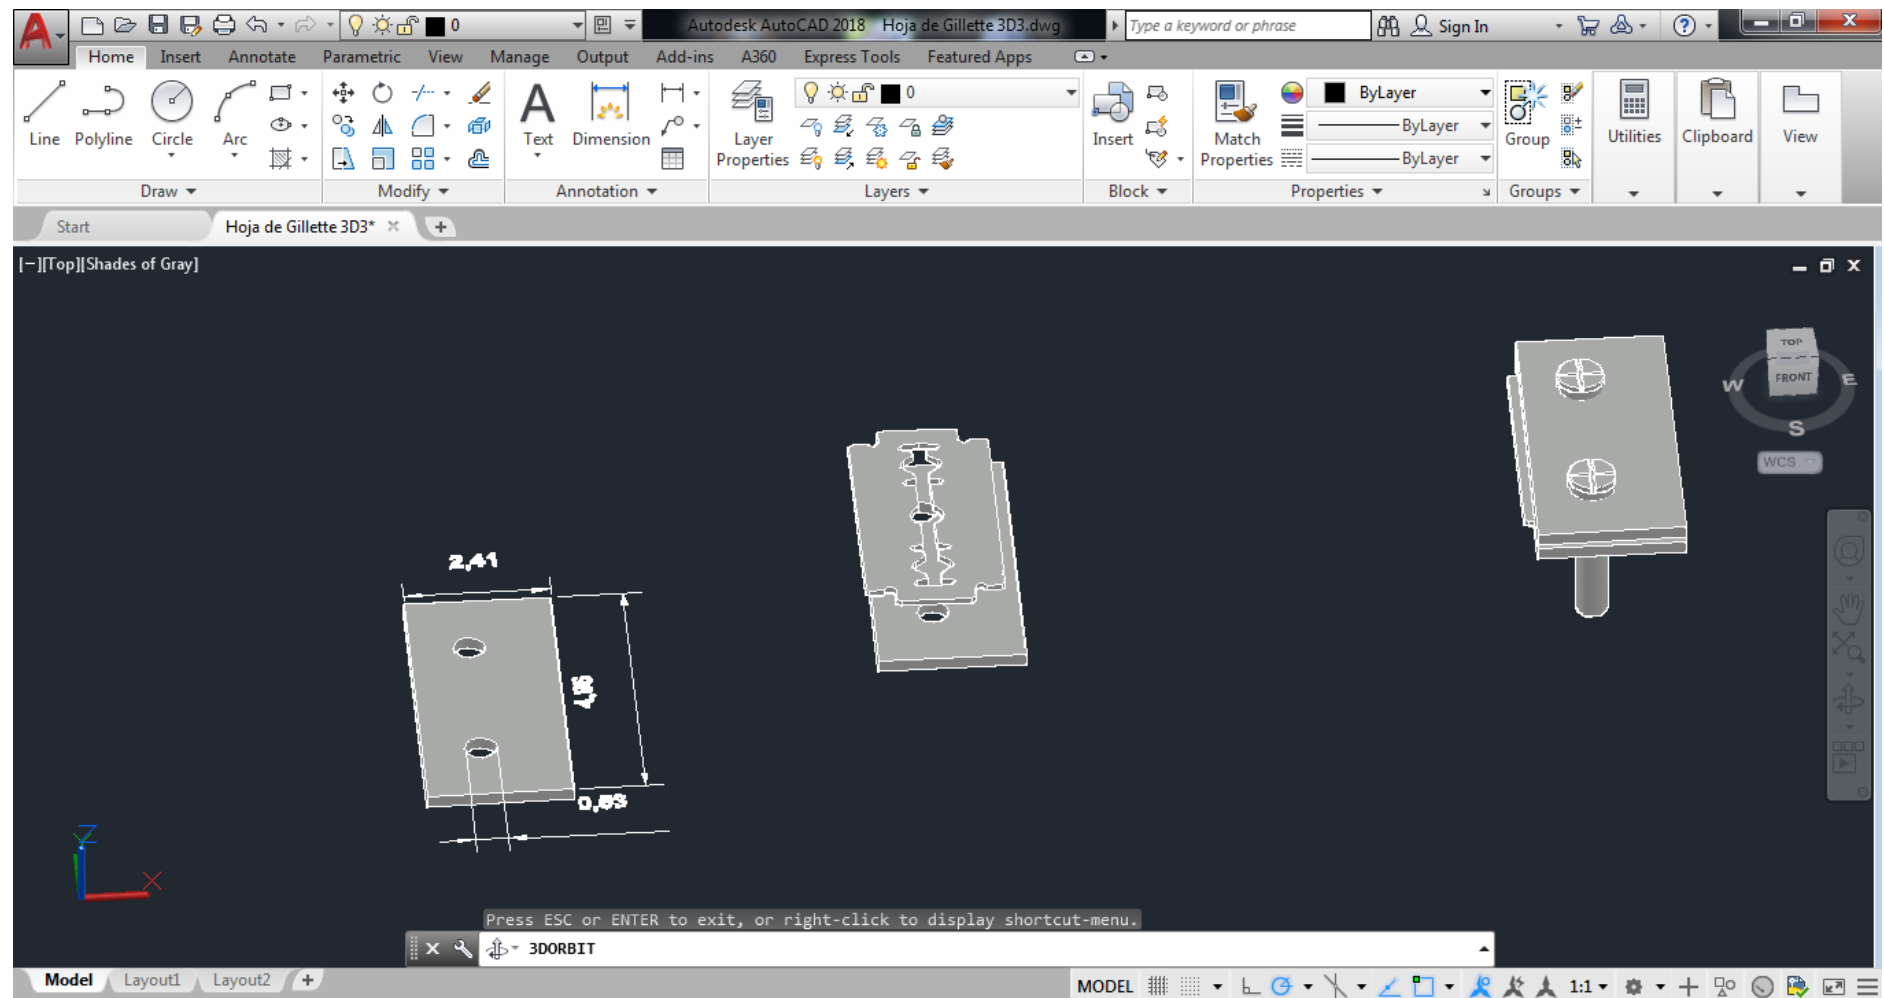 0
Autodesk AutoCAD 2018 Hoja de Gillette 3D3.dwg
Type a keyword or phrase
Sign In
Home Insert Annotate Parametric View Manage Output Add-ins A360 Express Tools Featured Apps
Line Polyline Circle Arc
Text Dimension
Layer Properties
0
Insert
Match Properties
ByLayer
ByLayer
ByLayer
Group
Utilities Clipboard View
Draw Modify Annotation Layers Block Properties Groups
Start Hoja de Gillette 3D3*
[−][Top][Shades of Gray]
TOP
FRONT
W E
S
WCS
2,41
0,53
Z
X
Press ESC or ENTER to exit, or right-click to display shortcut-menu.
3DORBIT
Model Layout1 Layout2 +
MODEL 1:1